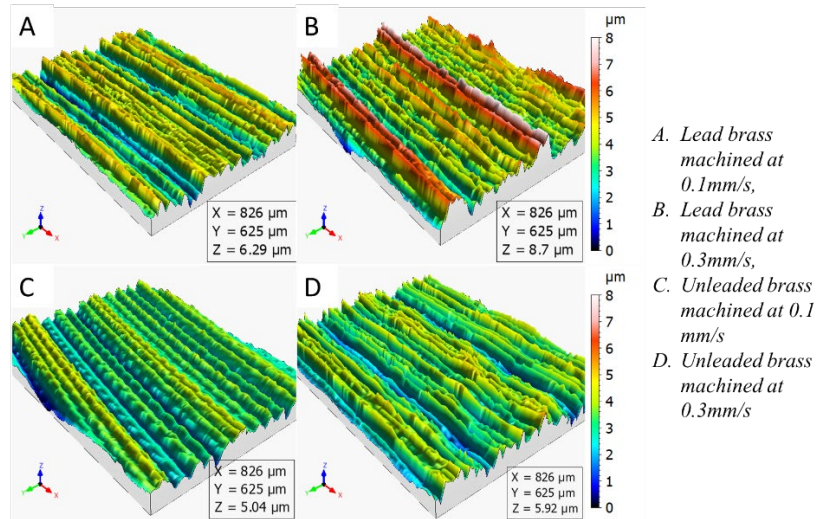 A
B
µm
8
7
6
5
4
3
2
1
0
Z
Y
X
X = 826 µm
Y = 625 µm
Z = 6.29 µm
Z
Y
X
X = 826 µm
Y = 625 µm
Z = 8.7 µm
C
D
µm
8
7
6
5
4
3
2
1
0
Z
Y
X
X = 826 µm
Y = 625 µm
Z = 5.04 µm
Z
Y
X
X = 826 µm
Y = 625 µm
Z = 5.92 µm
A. Lead brass
machined at
0.1mm/s,
B. Lead brass
machined at
0.3mm/s,
C. Unleaded brass
machined at 0.1
mm/s
D. Unleaded brass
machined at
0.3mm/s